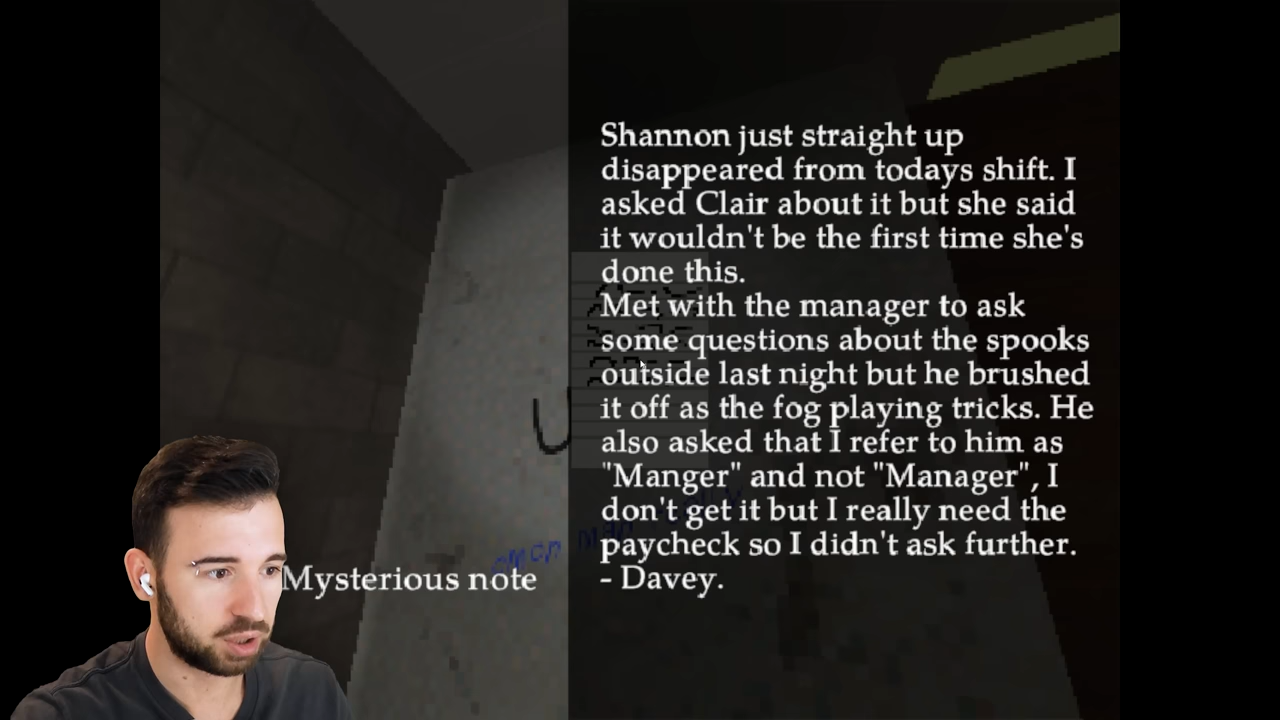 Shannon just straight up
disappeared from todays shift. I
asked Clair about it but she said
it wouldn't be the first time she's
done this.
Met with the manager to ask
some questions about the spooks
outside last night but he brushed
it off as the fog playing tricks. He
also asked that I refer to him as
"Manger" and not "Manager", I
don't get it but I really need the
paycheck so I didn't ask further.
- Davey.
Mysterious note